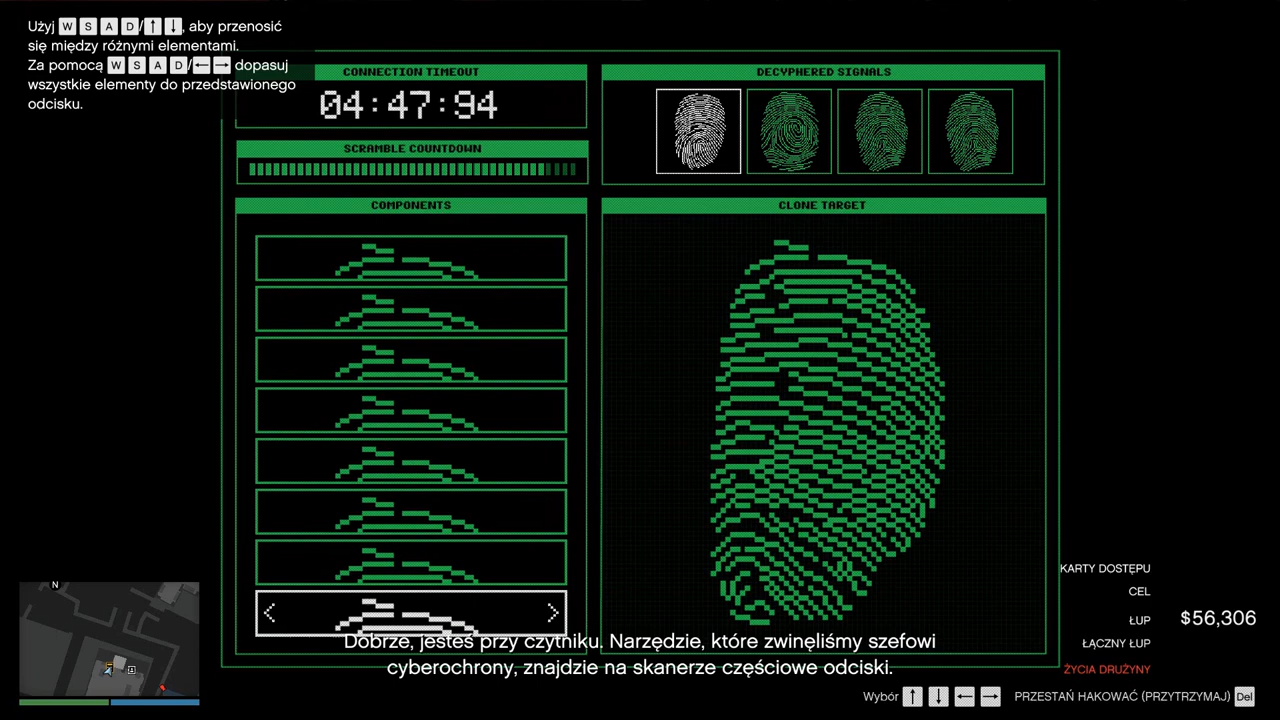 Użyj W S A D/↑ ↓, aby przenosić
się między różnymi elementami.
Za pomocą W S A D/← → dopasuj
wszystkie elementy do przedstawionego
odcisku.
CONNECTION TIMEOUT
04:47:94
SCRAMBLE COUNTDOWN
DECYPHERED SIGNALS
COMPONENTS
CLONE TARGET
N
KARTY DOSTĘPU
CEL
ŁUP $56,306
ŁĄCZNY ŁUP
ŻYCIA DRUŻYNY
Dobrze, jesteś przy czytniku. Narzędzie, które zwinęliśmy szefowi
cyberochrony, znajdzie na skanerze częściowe odciski.
Wybór ↑ ↓ ← → PRZESTAŃ HAKOWAĆ (PRZYTRZYMAJ) Del